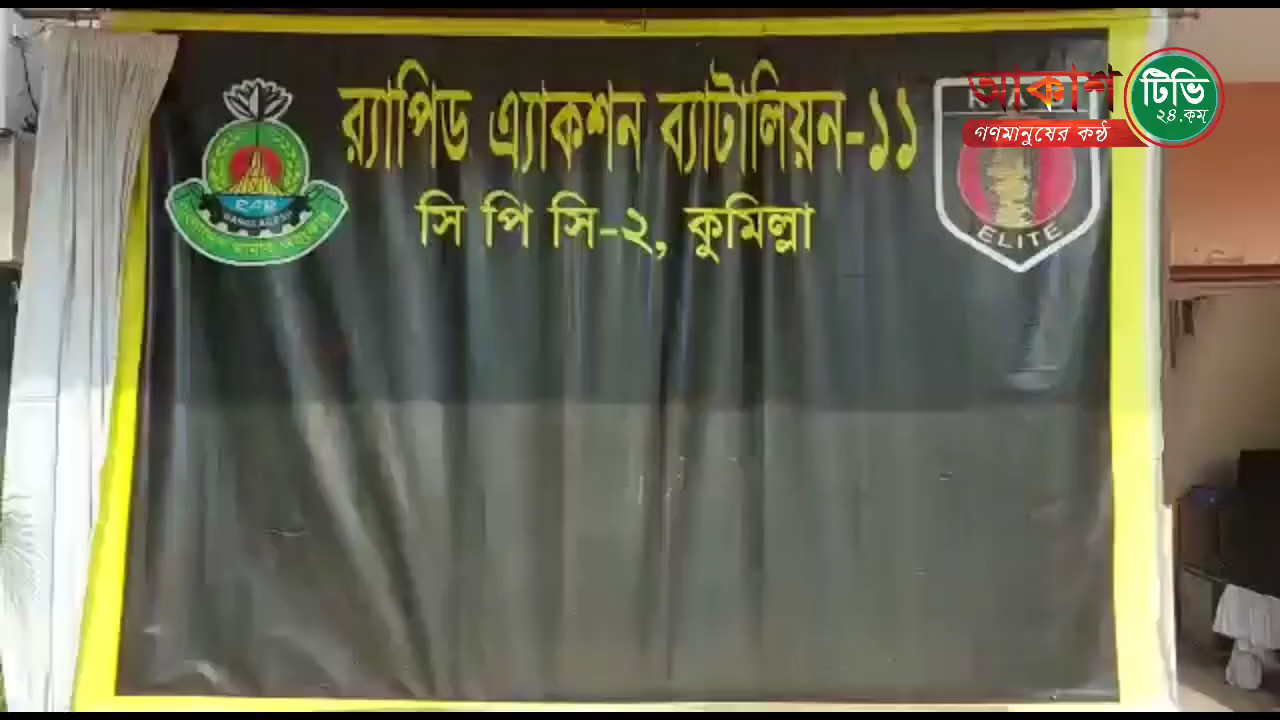 র‍্যাপিড এ্যাকশন ব্যাটালিয়ন-১১
সি পি সি-২, কুমিল্লা
RAB
BANGLADESH
ELITE
আকাশ
টিভি
২৪.কম
গণমানুষের কন্ঠ